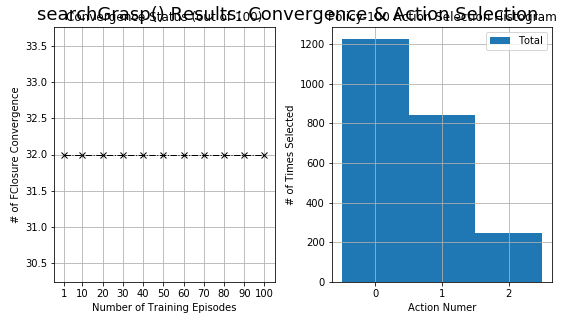 searchGrasp() Results: Convergence & Action Selection
Convergence Status (out of 100)
Policy 100 Action Selection Histogram
# of FClosure Convergence
33.5
33.0
32.5
32.0
31.5
31.0
30.5
1 10 20 30 40 50 60 70 80 90 100
Number of Training Episodes
# of Times Selected
1200
1000
800
600
400
200
0
Total
0 1 2
Action Numer